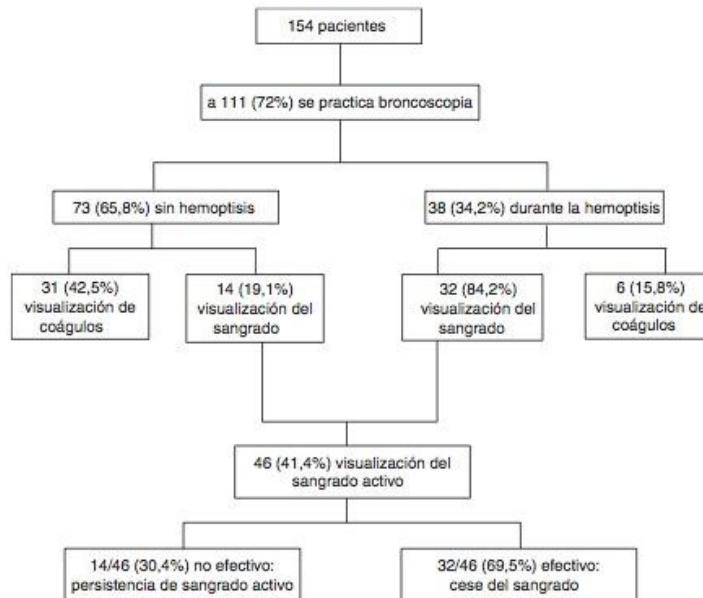 154 pacientes
a 111 (72%) se practica broncoscopia
73 (65,8%) sin hemoptisis
38 (34,2%) durante la hemoptisis
31 (42,5%)
visualización de
coágulos
14 (19,1%)
visualización del
sangrado
32 (84,2%)
visualización del
sangrado
6 (15,8%)
visualización de
coágulos
46 (41,4%) visualización del
sangrado activo
14/46 (30,4%) no efectivo:
persistencia de sangrado activo
32/46 (69,5%) efectivo:
cese del sangrado